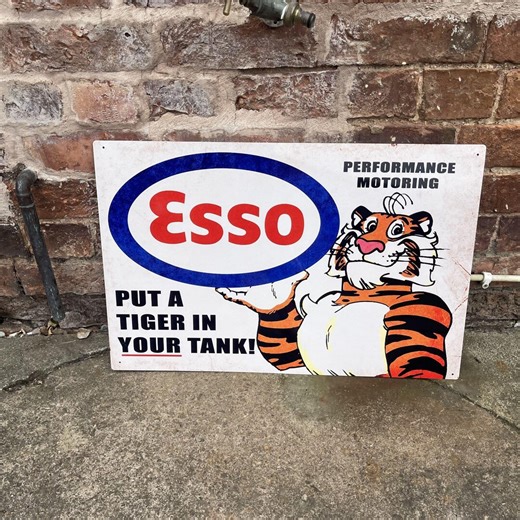 PERFORMANCE
MOTORING
Esso
PUT A
TIGER IN
YOUR TANK!